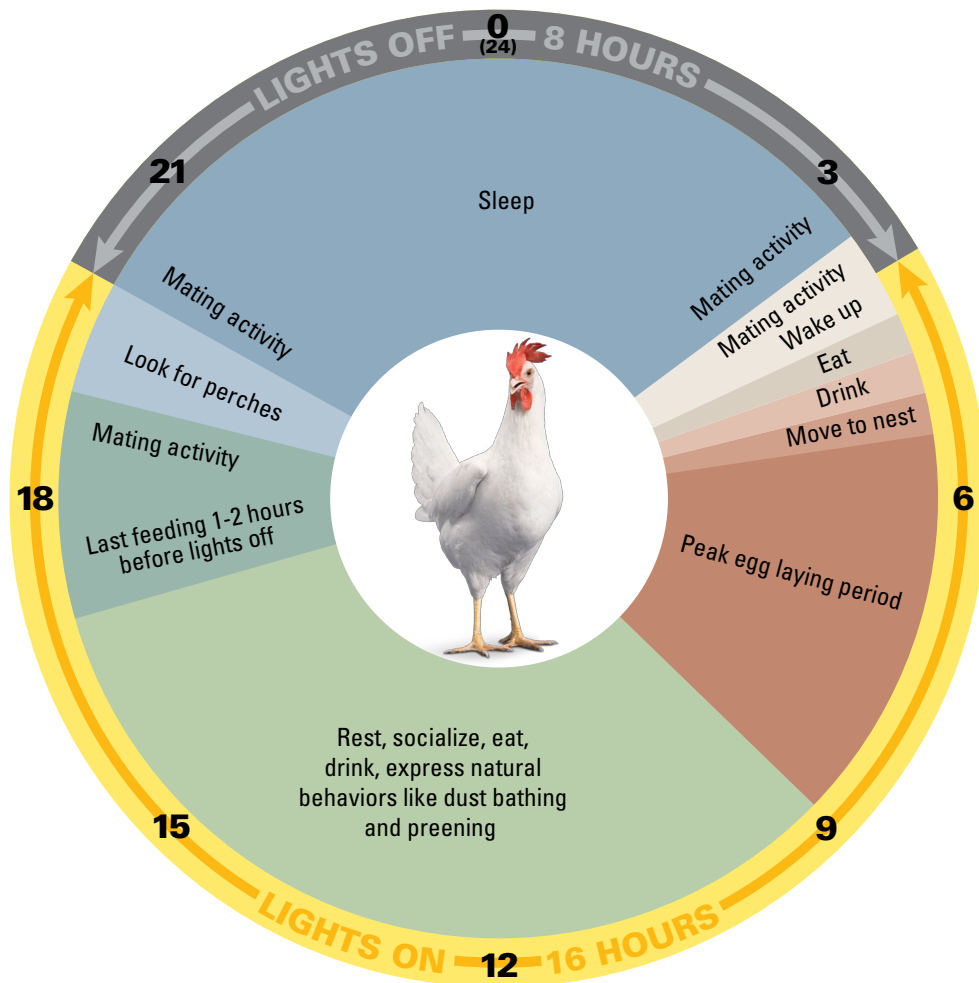 LIGHTS OFF
0
(24)
8 HOURS
21
3
Sleep
Mating activity
Mating activity
Mating activity
Wake up
Look for perches
Eat
Drink
Move to nest
Mating activity
18
6
Last feeding 1-2 hours
before lights off
Peak egg laying period
Rest, socialize, eat,
drink, express natural
behaviors like dust bathing
and preening
15
9
LIGHTS ON
12
16 HOURS